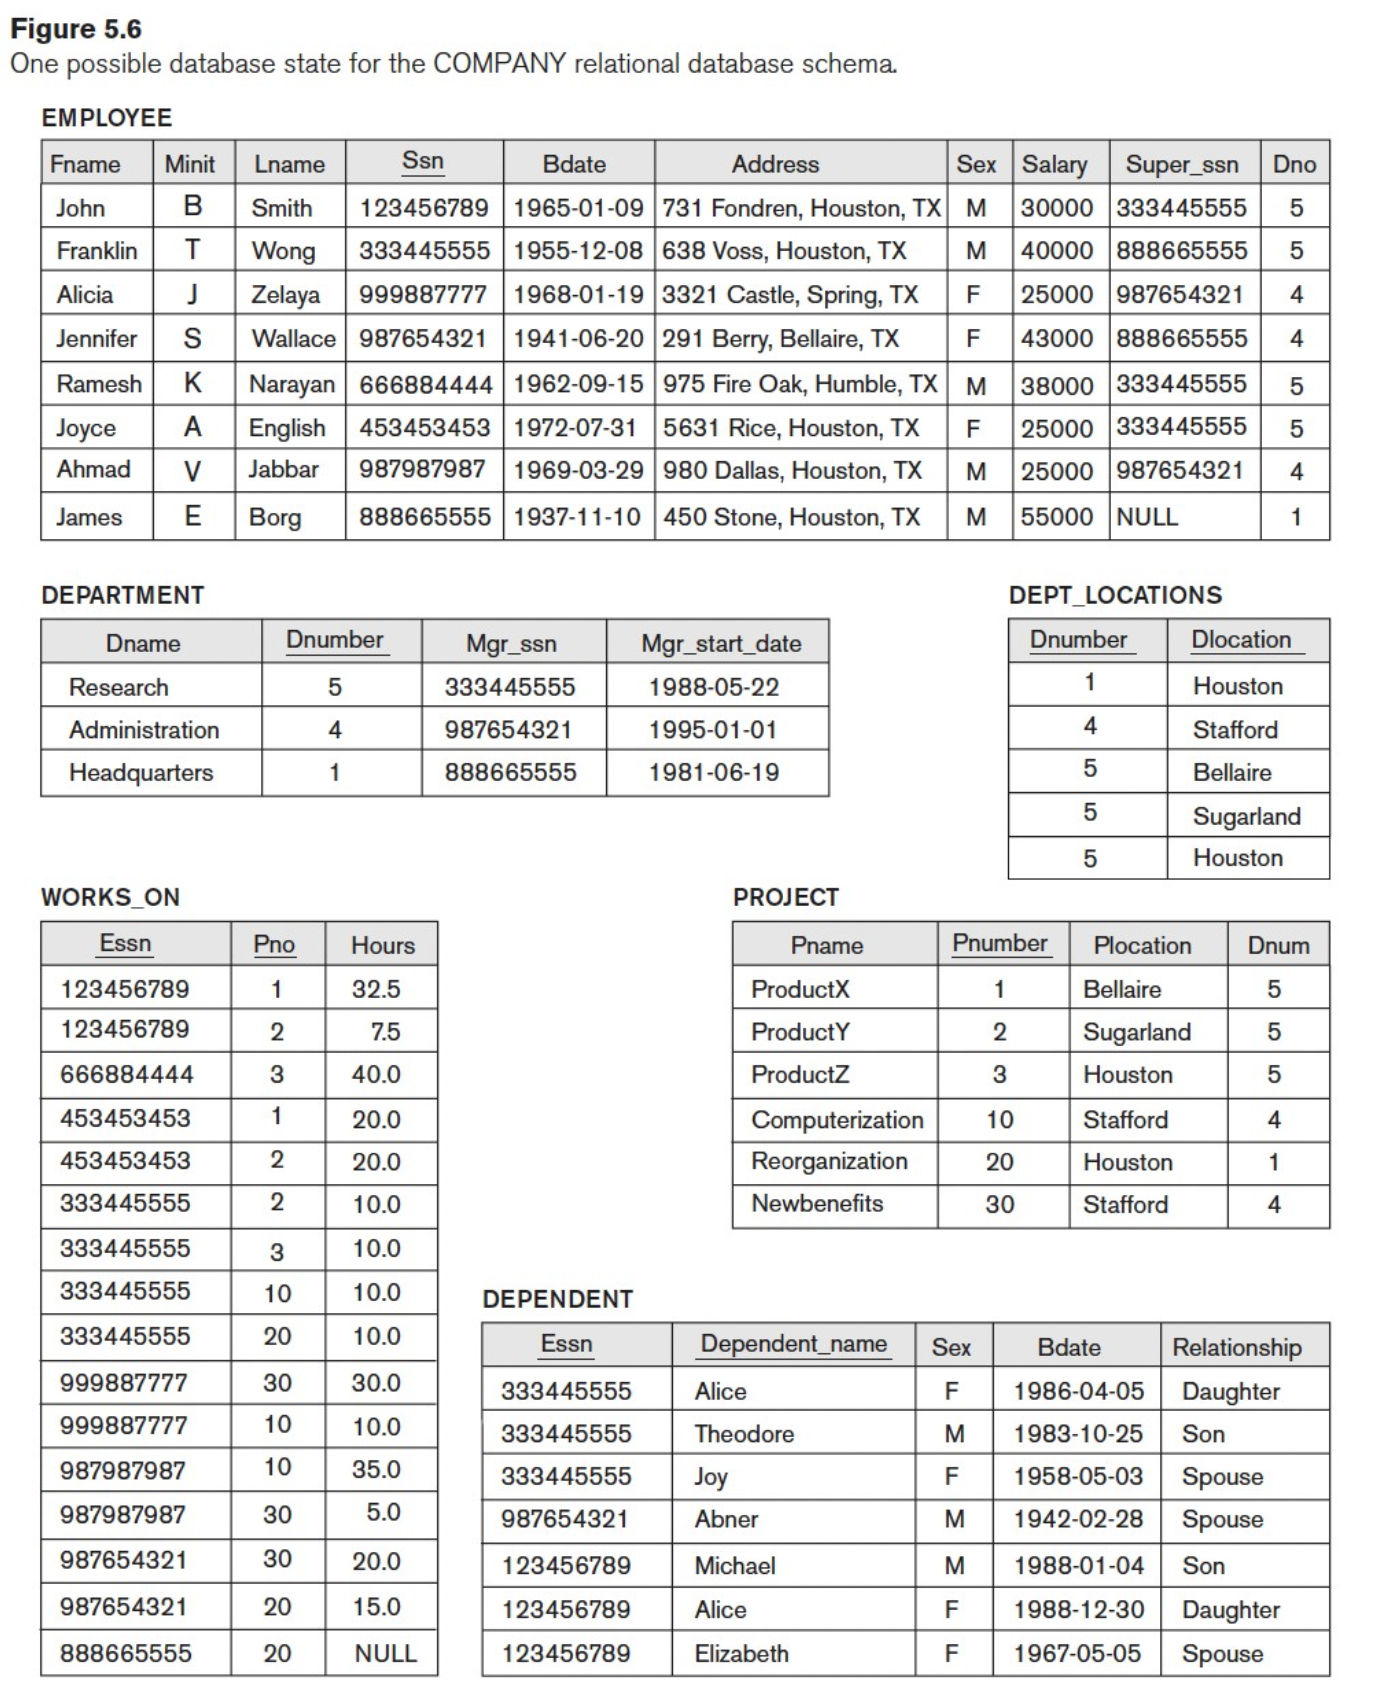 Figure 5.6
One possible database state for the COMPANY relational database schema.
EMPLOYEE
Fname Minit Lname Ssn Bdate Address Sex Salary Super_ssn Dno
John B Smith 123456789 1965-01-09 731 Fondren, Houston, TX M 30000 333445555 5
Franklin T Wong 333445555 1955-12-08 638 Voss, Houston, TX M 40000 888665555 5
Alicia J Zelaya 999887777 1968-01-19 3321 Castle, Spring, TX F 25000 987654321 4
Jennifer S Wallace 987654321 1941-06-20 291 Berry, Bellaire, TX F 43000 888665555 4
Ramesh K Narayan 666884444 1962-09-15 975 Fire Oak, Humble, TX M 38000 333445555 5
Joyce A English 453453453 1972-07-31 5631 Rice, Houston, TX F 25000 333445555 5
Ahmad V Jabbar 987987987 1969-03-29 980 Dallas, Houston, TX M 25000 987654321 4
James E Borg 888665555 1937-11-10 450 Stone, Houston, TX M 55000 NULL 1
DEPARTMENT
Dname Dnumber Mgr_ssn Mgr_start_date
Research 5 333445555 1988-05-22
Administration 4 987654321 1995-01-01
Headquarters 1 888665555 1981-06-19
DEPT_LOCATIONS
Dnumber Dlocation
1 Houston
4 Stafford
5 Bellaire
5 Sugarland
5 Houston
WORKS_ON
Essn Pno Hours
123456789 1 32.5
123456789 2 7.5
666884444 3 40.0
453453453 1 20.0
453453453 2 20.0
333445555 2 10.0
333445555 3 10.0
333445555 10 10.0
333445555 20 10.0
999887777 30 30.0
999887777 10 10.0
987987987 10 35.0
987987987 30 5.0
987654321 30 20.0
987654321 20 15.0
888665555 20 NULL
PROJECT
Pname Pnumber Plocation Dnum
ProductX 1 Bellaire 5
ProductY 2 Sugarland 5
ProductZ 3 Houston 5
Computerization 10 Stafford 4
Reorganization 20 Houston 1
Newbenefits 30 Stafford 4
DEPENDENT
Essn Dependent_name Sex Bdate Relationship
333445555 Alice F 1986-04-05 Daughter
333445555 Theodore M 1983-10-25 Son
333445555 Joy F 1958-05-03 Spouse
987654321 Abner M 1942-02-28 Spouse
123456789 Michael M 1988-01-04 Son
123456789 Alice F 1988-12-30 Daughter
123456789 Elizabeth F 1967-05-05 Spouse